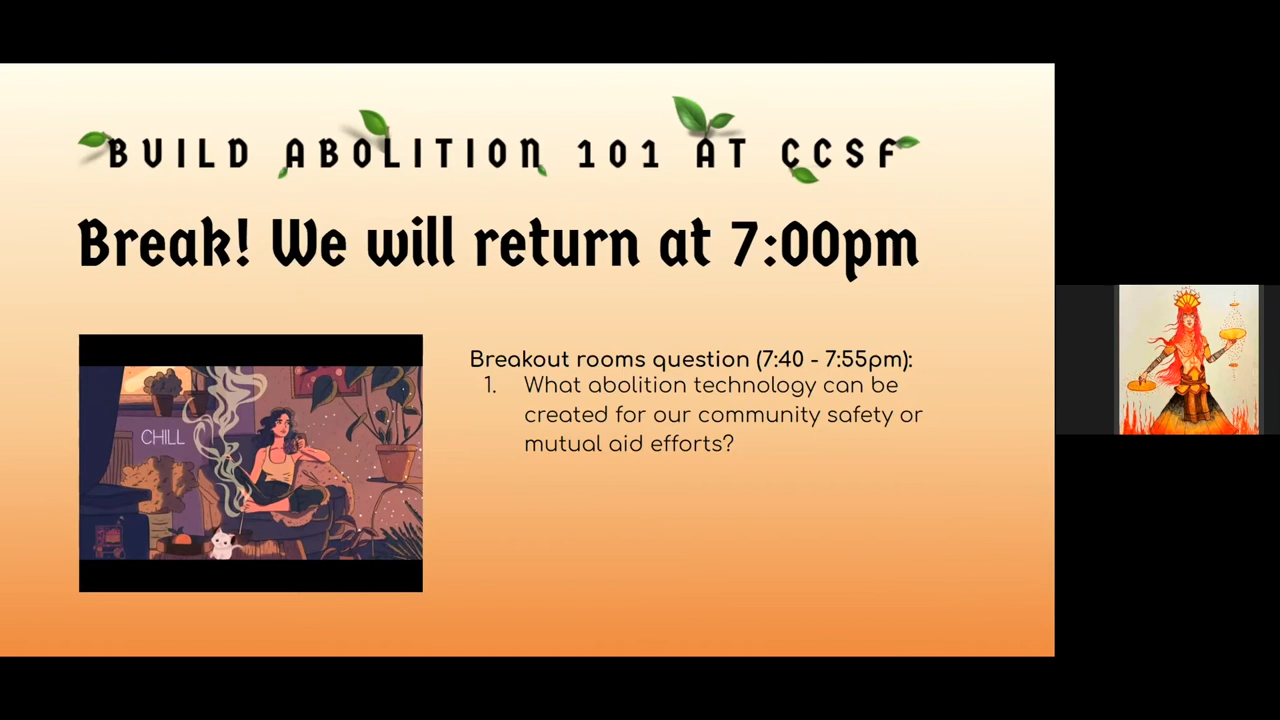 BUILD ABOLITION 101 AT CCSF
Break! We will return at 7:00pm
CHILL
Breakout rooms question (7:40 - 7:55pm):
1. What abolition technology can be
created for our community safety or
mutual aid efforts?